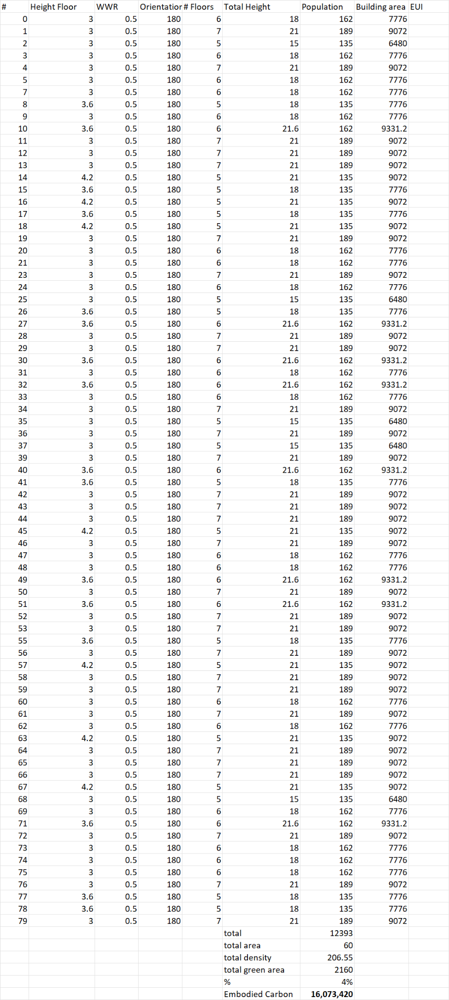 # Height Floor WWR Orientation # Floors Total Height Population Building area EUI
0 3 0.5 180 6 18 162 7776
1 3 0.5 180 7 21 189 9072
2 3 0.5 180 5 15 135 6480
3 3 0.5 180 6 18 162 7776
4 3 0.5 180 7 21 189 9072
5 3 0.5 180 6 18 162 7776
7 3 0.5 180 6 18 162 7776
8 3.6 0.5 180 5 18 135 7776
9 3 0.5 180 6 18 162 7776
10 3.6 0.5 180 6 21.6 162 9331.2
11 3 0.5 180 7 21 189 9072
12 3 0.5 180 7 21 189 9072
13 3 0.5 180 7 21 189 9072
14 4.2 0.5 180 5 21 135 9072
15 3.6 0.5 180 5 18 135 7776
16 4.2 0.5 180 5 21 135 9072
17 3.6 0.5 180 5 18 135 7776
18 4.2 0.5 180 5 21 135 9072
19 3 0.5 180 7 21 189 9072
20 3 0.5 180 6 18 162 7776
21 3 0.5 180 6 18 162 7776
23 3 0.5 180 7 21 189 9072
24 3 0.5 180 6 18 162 7776
25 3 0.5 180 5 15 135 6480
26 3.6 0.5 180 5 18 135 7776
27 3.6 0.5 180 6 21.6 162 9331.2
28 3 0.5 180 7 21 189 9072
29 3 0.5 180 7 21 189 9072
30 3.6 0.5 180 6 21.6 162 9331.2
31 3 0.5 180 6 18 162 7776
32 3.6 0.5 180 6 21.6 162 9331.2
33 3 0.5 180 6 18 162 7776
34 3 0.5 180 7 21 189 9072
35 3 0.5 180 5 15 135 6480
36 3 0.5 180 7 21 189 9072
37 3 0.5 180 5 15 135 6480
39 3 0.5 180 7 21 189 9072
40 3.6 0.5 180 6 21.6 162 9331.2
41 3.6 0.5 180 5 18 135 7776
42 3 0.5 180 7 21 189 9072
43 3 0.5 180 7 21 189 9072
44 3 0.5 180 7 21 189 9072
45 4.2 0.5 180 5 21 135 9072
46 3 0.5 180 7 21 189 9072
47 3 0.5 180 6 18 162 7776
48 3 0.5 180 6 18 162 7776
49 3.6 0.5 180 6 21.6 162 9331.2
50 3 0.5 180 7 21 189 9072
51 3.6 0.5 180 6 21.6 162 9331.2
52 3 0.5 180 7 21 189 9072
53 3 0.5 180 7 21 189 9072
55 3.6 0.5 180 5 18 135 7776
56 3 0.5 180 7 21 189 9072
57 4.2 0.5 180 5 21 135 9072
58 3 0.5 180 7 21 189 9072
59 3 0.5 180 7 21 189 9072
60 3 0.5 180 6 18 162 7776
61 3 0.5 180 7 21 189 9072
62 3 0.5 180 6 18 162 7776
63 4.2 0.5 180 5 21 135 9072
64 3 0.5 180 7 21 189 9072
65 3 0.5 180 7 21 189 9072
66 3 0.5 180 7 21 189 9072
67 4.2 0.5 180 5 21 135 9072
68 3 0.5 180 5 15 135 6480
69 3 0.5 180 6 18 162 7776
71 3.6 0.5 180 6 21.6 162 9331.2
72 3 0.5 180 7 21 189 9072
73 3 0.5 180 6 18 162 7776
74 3 0.5 180 6 18 162 7776
75 3 0.5 180 6 18 162 7776
76 3 0.5 180 7 21 189 9072
77 3.6 0.5 180 5 18 135 7776
78 3.6 0.5 180 5 18 135 7776
79 3 0.5 180 7 21 189 9072
total 12393
total area 60
total density 206.55
total green area 2160
% 4%
Embodied Carbon 16,073,420